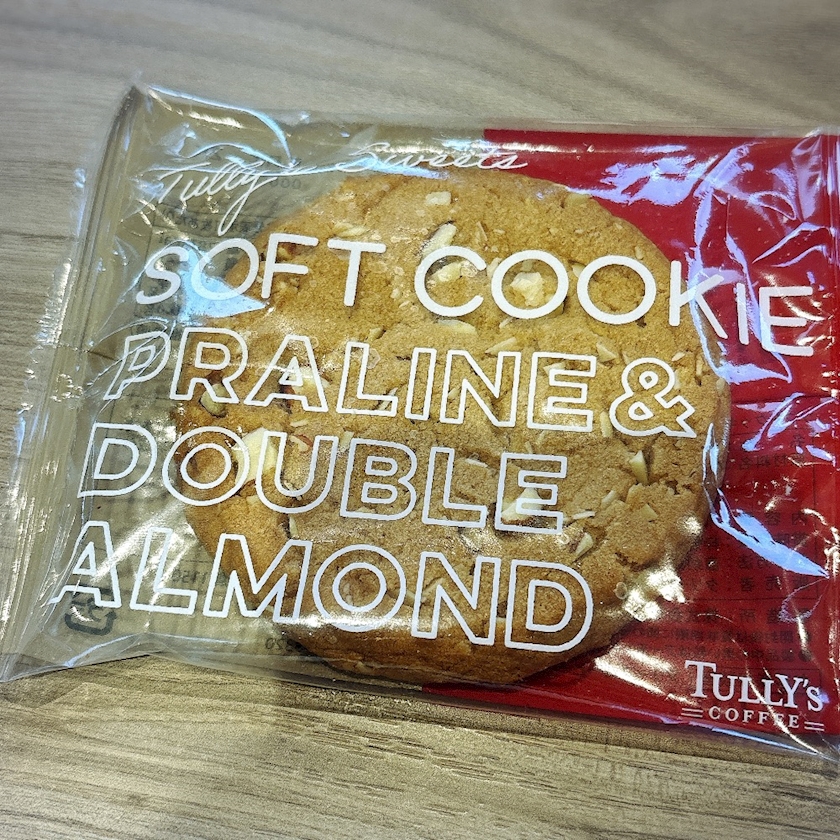 Tully's Sweets
SOFT COOKIE
PRALINE &
DOUBLE
ALMOND
TULLY'S
COFFEE